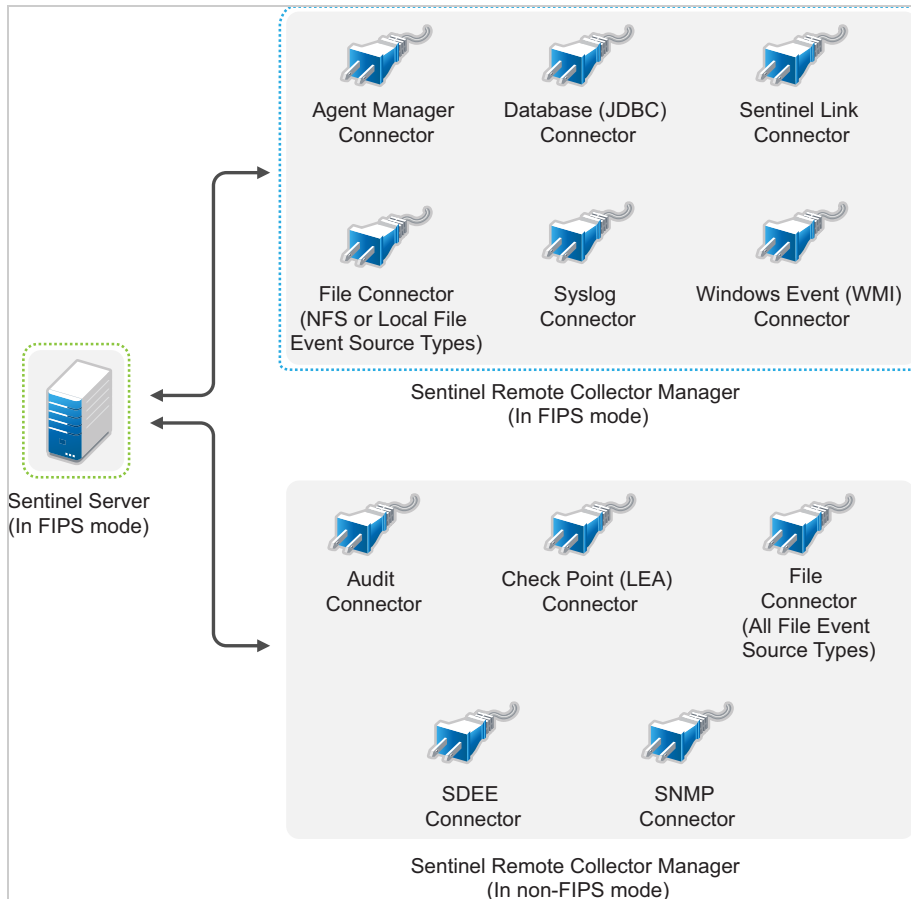 Agent Manager
Connector
Database (JDBC)
Connector
Sentinel Link
Connector
File Connector
(NFS or Local File
Event Source Types)
Syslog
Connector
Windows Event (WMI)
Connector
Sentinel Remote Collector Manager
(In FIPS mode)
Sentinel Server
(In FIPS mode)
Audit
Connector
Check Point (LEA)
Connector
File
Connector
(All File Event
Source Types)
SDEE
Connector
SNMP
Connector
Sentinel Remote Collector Manager
(In non-FIPS mode)